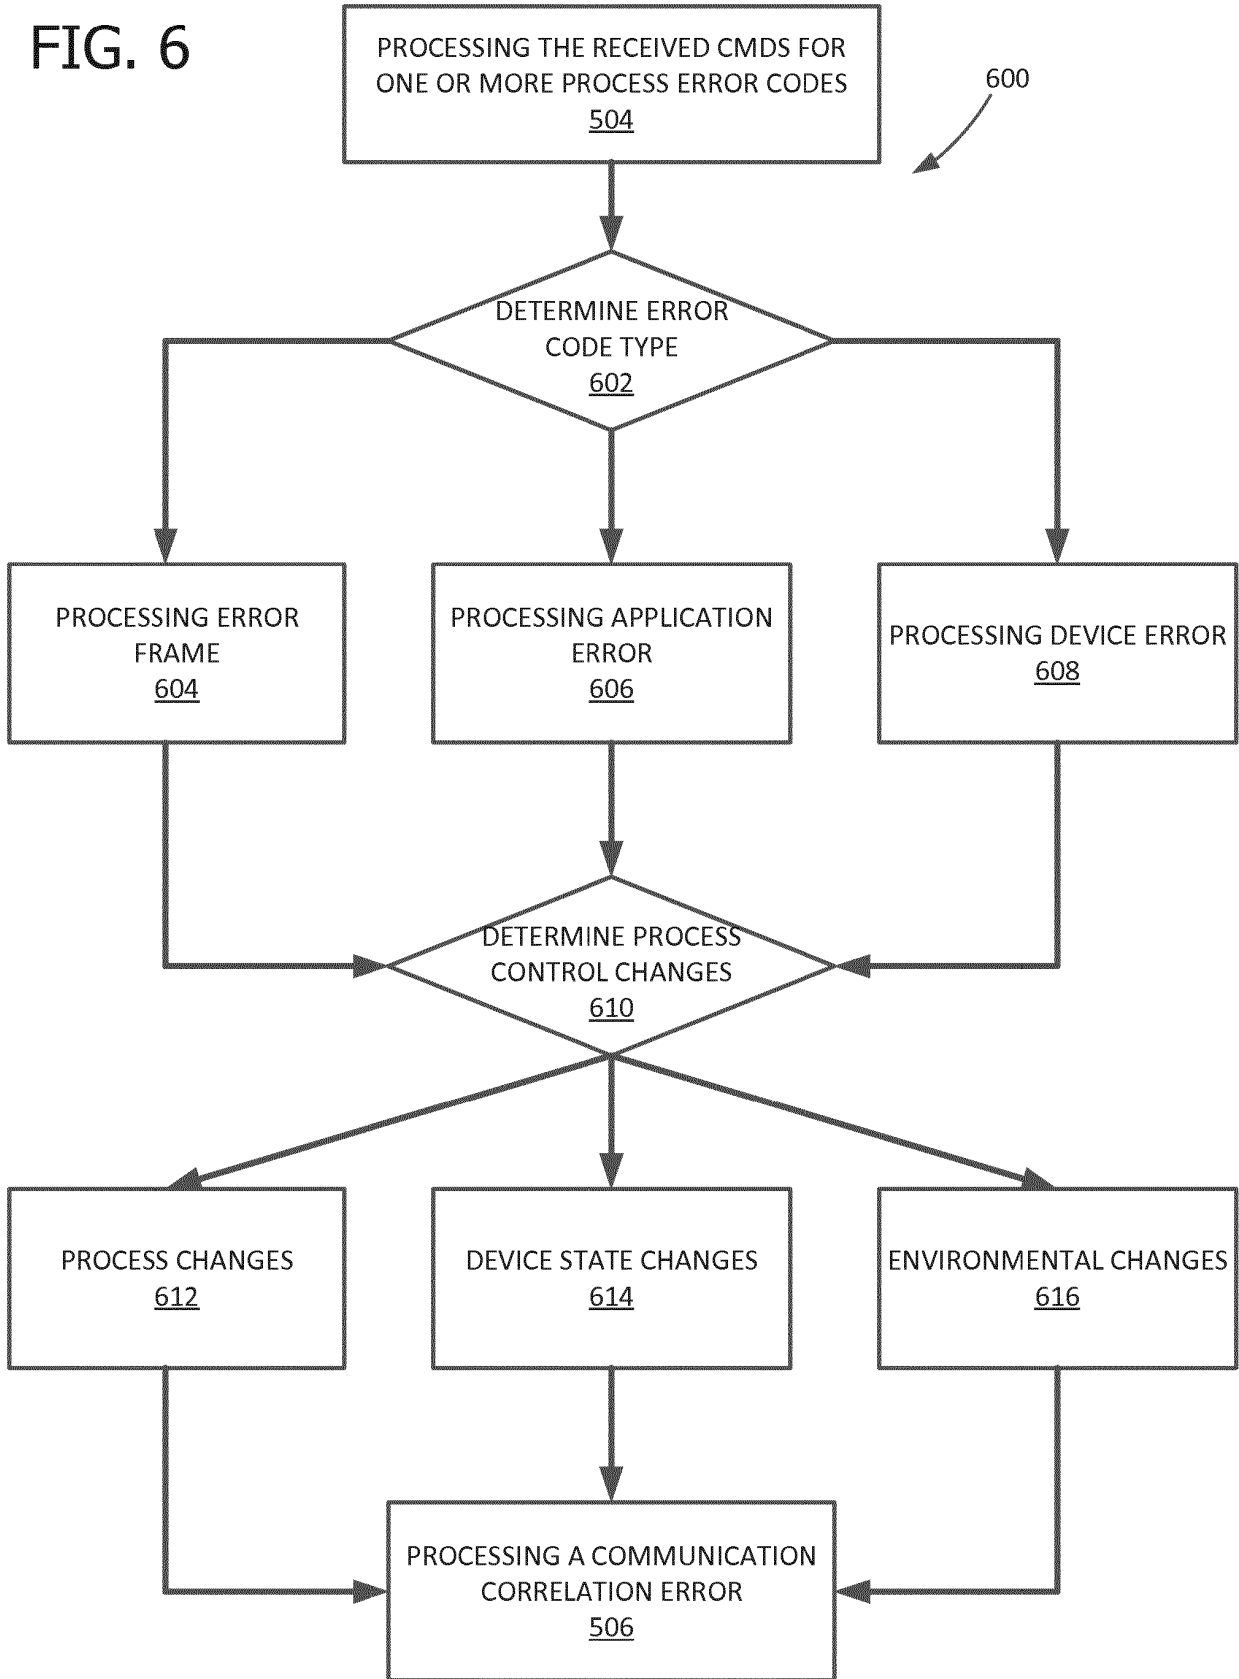 FIG. 6
PROCESSING THE RECEIVED CMDS FOR
ONE OR MORE PROCESS ERROR CODES
504
600
DETERMINE ERROR
CODE TYPE
602
PROCESSING ERROR
FRAME
604
PROCESSING APPLICATION
ERROR
606
PROCESSING DEVICE ERROR
608
DETERMINE PROCESS
CONTROL CHANGES
610
PROCESS CHANGES
612
DEVICE STATE CHANGES
614
ENVIRONMENTAL CHANGES
616
PROCESSING A COMMUNICATION
CORRELATION ERROR
506